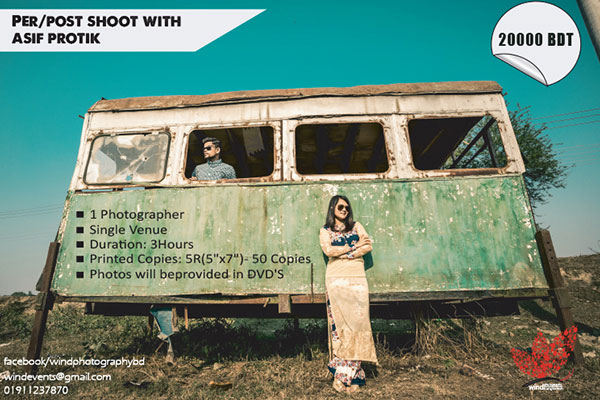 PER/POST SHOOT WITH
ASIF PROTIK
20000 BDT
1 Photographer
Single Venue
Duration: 3Hours
Printed Copies: 5R(5"x7")- 50 Copies
Photos will beprovided in DVD'S
facebook/windphotographybd
windevents@gmail.com
01911237870
wind